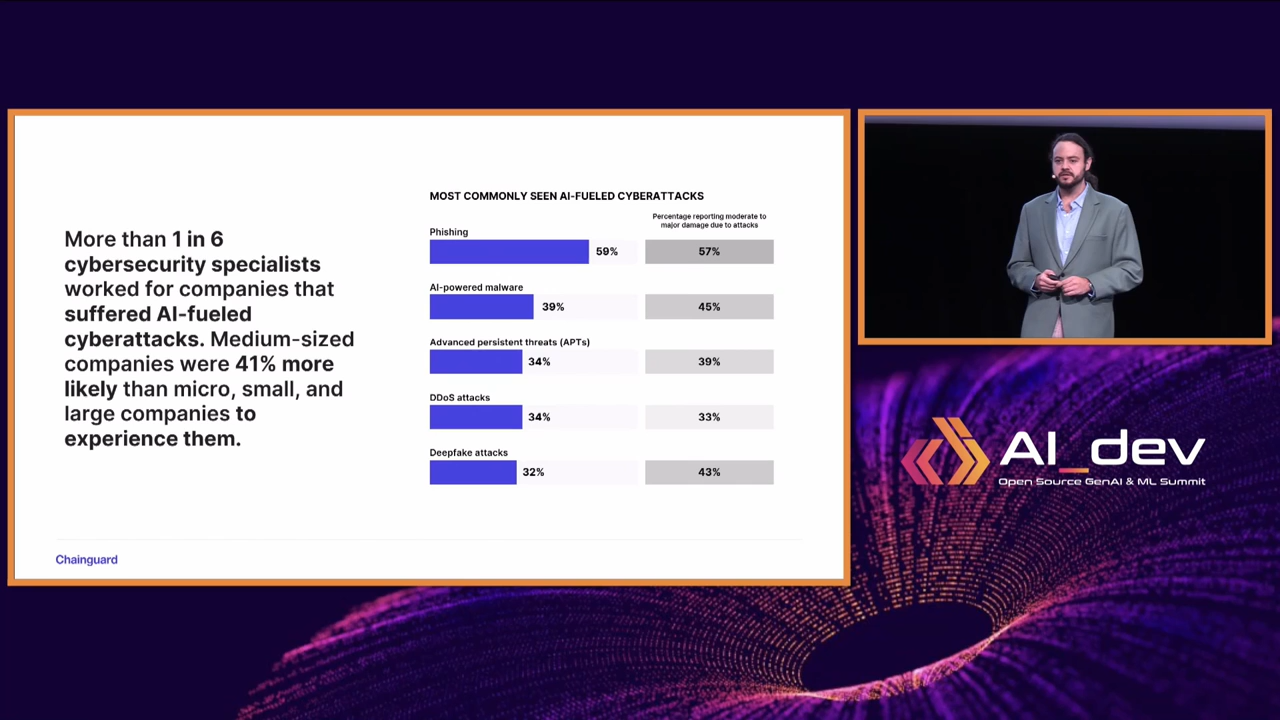 More than 1 in 6
cybersecurity specialists
worked for companies that
suffered AI-fueled
cyberattacks. Medium-sized
companies were 41% more
likely than micro, small, and
large companies to
experience them.
MOST COMMONLY SEEN AI-FUELED CYBERATTACKS
Percentage reporting moderate to
major damage due to attacks
Phishing
59%
57%
AI-powered malware
39%
45%
Advanced persistent threats (APTs)
34%
39%
DDoS attacks
34%
33%
Deepfake attacks
32%
43%
Chainguard
AI_dev
Open Source GenAI & ML Summit